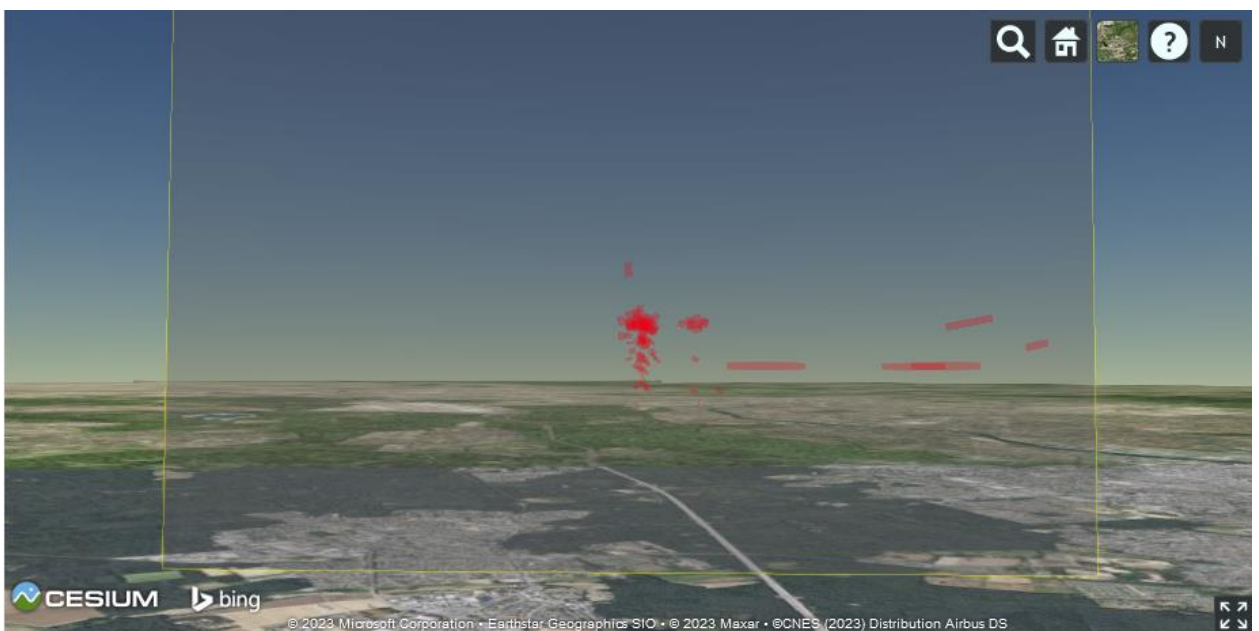 ?
N
CESIUM
bing
© 2023 Microsoft Corporation • Earthstar Geographics SIO • © 2023 Maxar • ©CNES (2023) Distribution Airbus DS